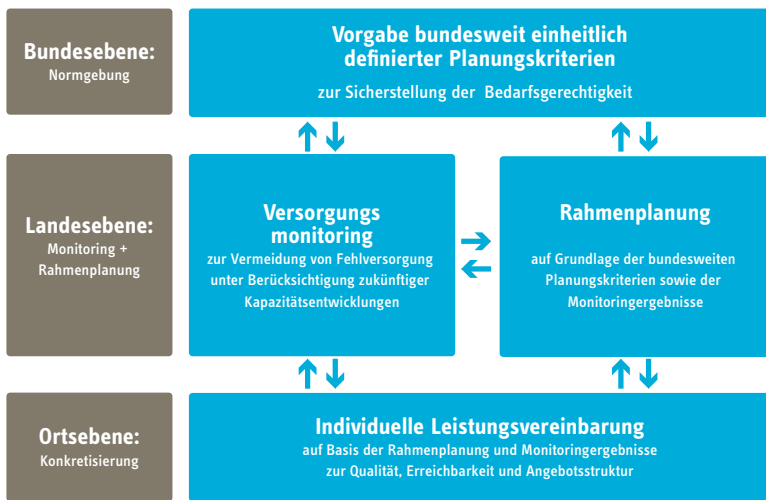 Bundesebene:
Normgebung
Vorgabe bundesweit einheitlich
definierter Planungskriterien
zur Sicherstellung der Bedarfsgerechtigkeit
Landesebene:
Monitoring +
Rahmenplanung
Versorgungs
monitoring
zur Vermeidung von Fehlversorgung
unter Berücksichtigung zukünftiger
Kapazitätsentwicklungen
Rahmenplanung
auf Grundlage der bundesweiten
Planungskriterien sowie der
Monitoringergebnisse
Ortsebene:
Konkretisierung
Individuelle Leistungsvereinbarung
auf Basis der Rahmenplanung und Monitoringergebnisse
zur Qualität, Erreichbarkeit und Angebotsstruktur